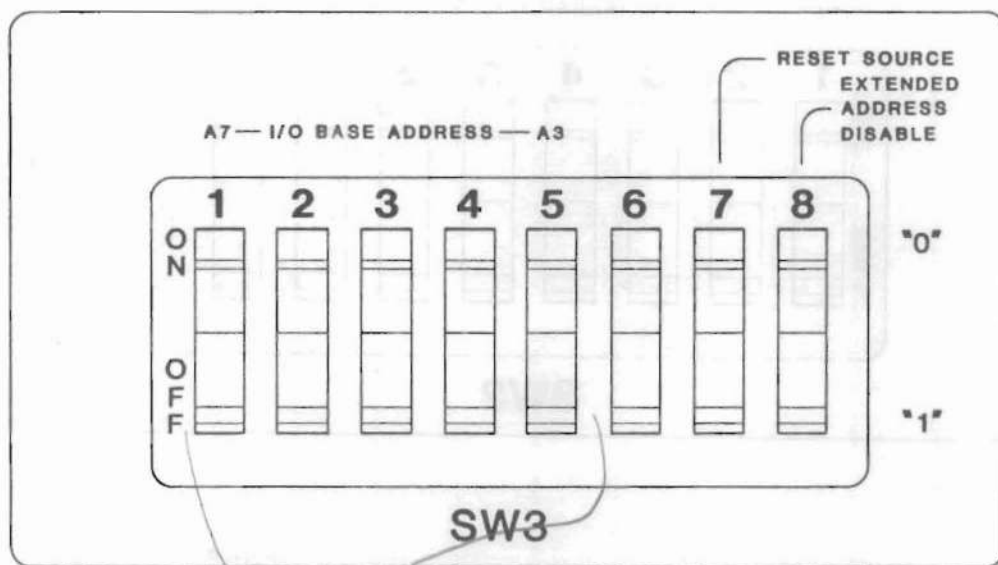 RESET SOURCE
EXTENDED
ADDRESS
DISABLE
A7 — I/O BASE ADDRESS — A3
1 2 3 4 5 6 7 8
ON
"0"
OFF
"1"
SW3